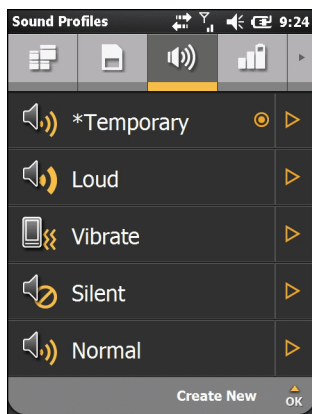 Sound Profiles 9:24
*Temporary
Loud
Vibrate
Silent
Normal
Create New OK